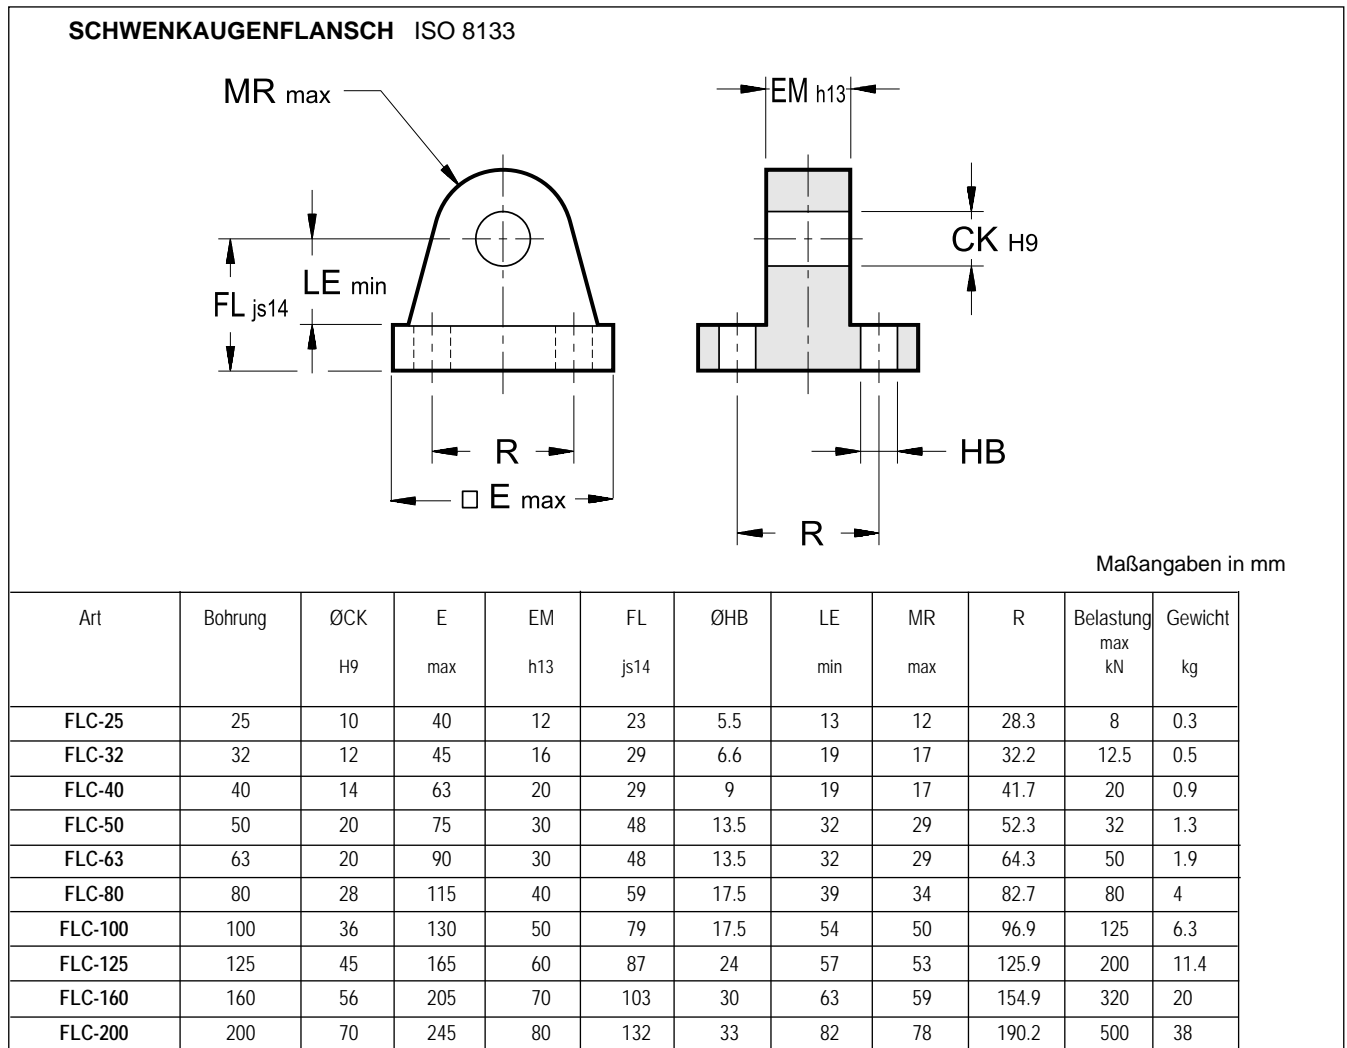 SCHWENKAUGENFLANSCH ISO 8133
MR max
EM h13
CK H9
LE min
FL js14
R
HB
□ E max
R
Maßangaben in mm
Art Bohrung ØCK E EM FL ØHB LE MR R Belastung Gewicht
max
H9 max h13 js14 min max kN kg
FLC-25 25 10 40 12 23 5.5 13 12 28.3 8 0.3
FLC-32 32 12 45 16 29 6.6 19 17 32.2 12.5 0.5
FLC-40 40 14 63 20 29 9 19 17 41.7 20 0.9
FLC-50 50 20 75 30 48 13.5 32 29 52.3 32 1.3
FLC-63 63 20 90 30 48 13.5 32 29 64.3 50 1.9
FLC-80 80 28 115 40 59 17.5 39 34 82.7 80 4
FLC-100 100 36 130 50 79 17.5 54 50 96.9 125 6.3
FLC-125 125 45 165 60 87 24 57 53 125.9 200 11.4
FLC-160 160 56 205 70 103 30 63 59 154.9 320 20
FLC-200 200 70 245 80 132 33 82 78 190.2 500 38